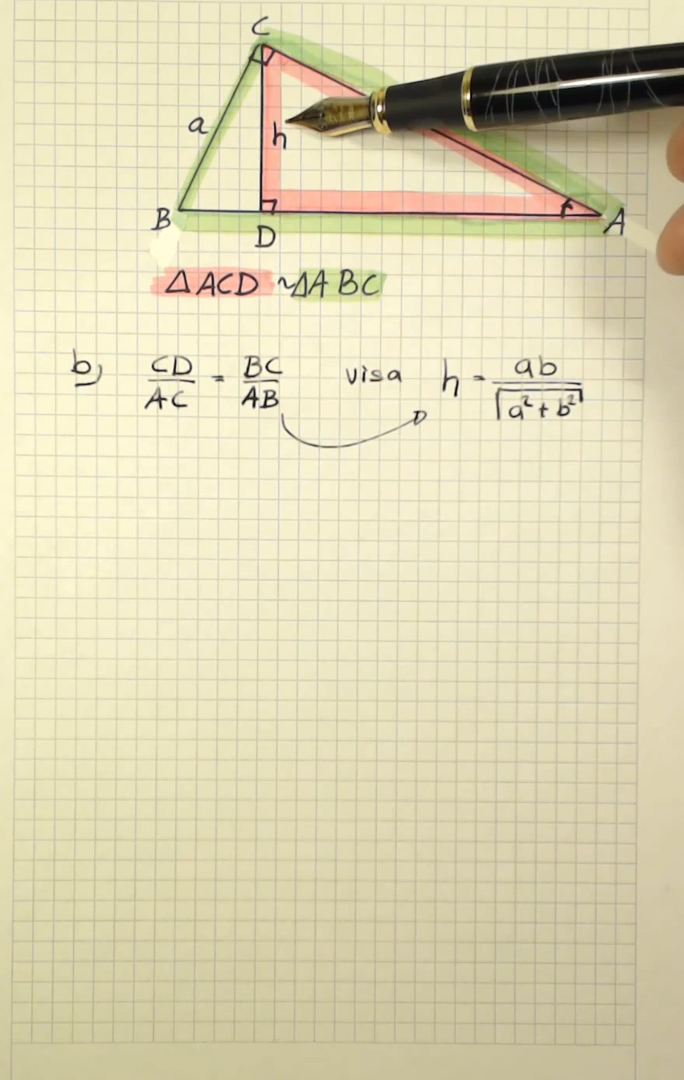 C
a h
B D A
ΔACD ~ΔABC
b) CD/AC = BC/AB visa h = ab/√(a²+b²)